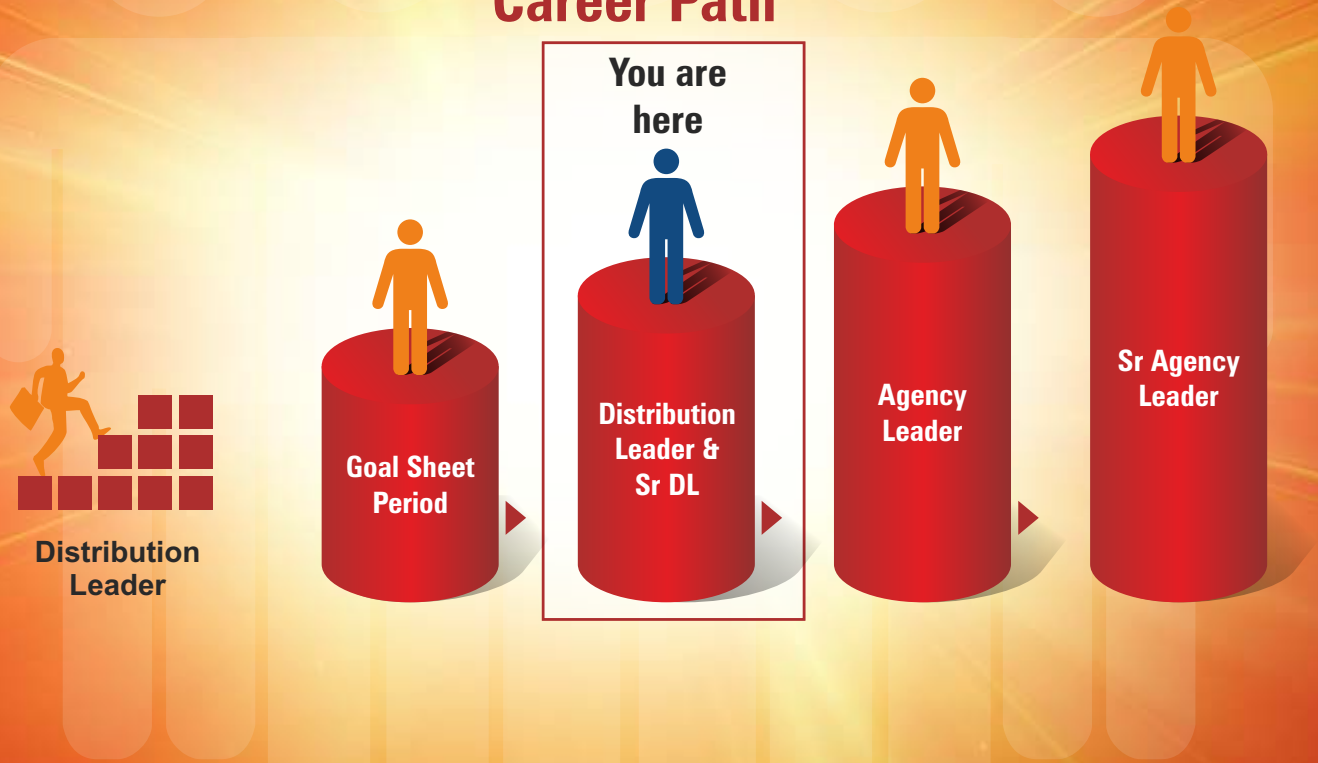 Career Path
You are
here
Goal Sheet
Period
Distribution
Leader &
Sr DL
Agency
Leader
Sr Agency
Leader
Distribution
Leader